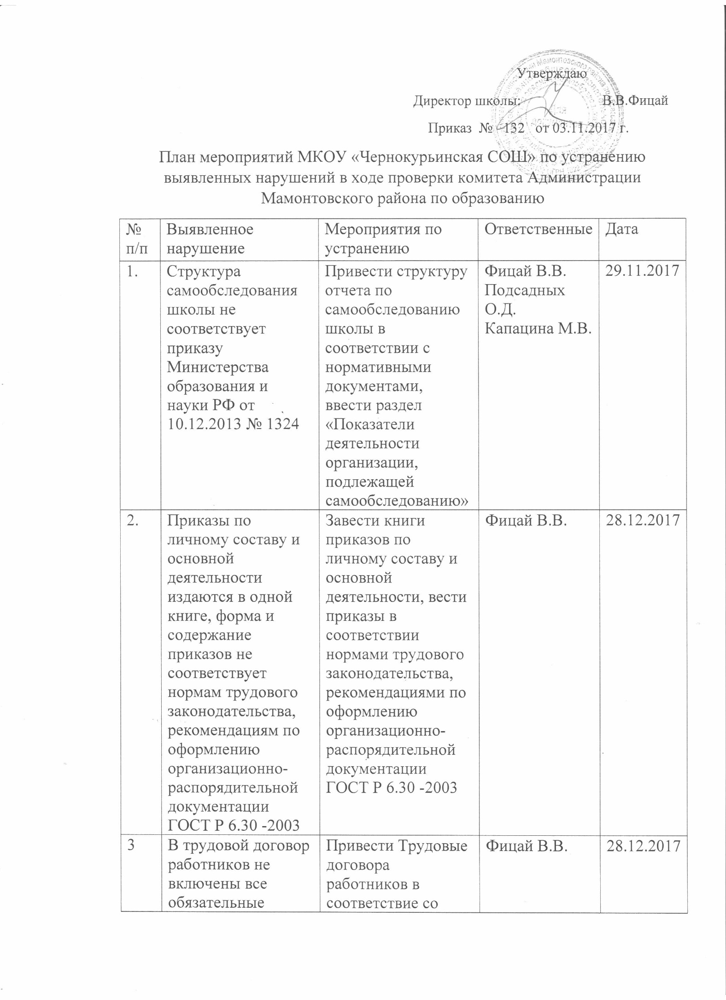 Утверждаю
Директор школы: В.В.Фицай
Приказ № 132 от 03.11.2017 г.
План мероприятий МКОУ «Чернокурьинская СОШ» по устранению
выявленных нарушений в ходе проверки комитета Администрации
Мамонтовского района по образованию
№
п/п
Выявленное
нарушение
Мероприятия по
устранению
Ответственные
Дата
1.
Структура
самообследования
школы не
соответствует
приказу
Министерства
образования и
науки РФ от
10.12.2013 № 1324
Привести структуру
отчета по
самообследованию
школы в
соответствии с
нормативными
документами,
ввести раздел
«Показатели
деятельности
организации,
подлежащей
самообследованию»
Фицай В.В.
Подсадных
О.Д.
Капацина М.В.
29.11.2017
2.
Приказы по
личному составу и
основной
деятельности
издаются в одной
книге, форма и
содержание
приказов не
соответствует
нормам трудового
законодательства,
рекомендациям по
оформлению
организационно-
распорядительной
документации
ГОСТ Р 6.30 -2003
Завести книги
приказов по
личному составу и
основной
деятельности, вести
приказы в
соответствии
нормами трудового
законодательства,
рекомендациями по
оформлению
организационно-
распорядительной
документации
ГОСТ Р 6.30 -2003
Фицай В.В.
28.12.2017
3
В трудовой договор
работников не
включены все
обязательные
Привести Трудовые
договора
работников в
соответствие со
Фицай В.В.
28.12.2017